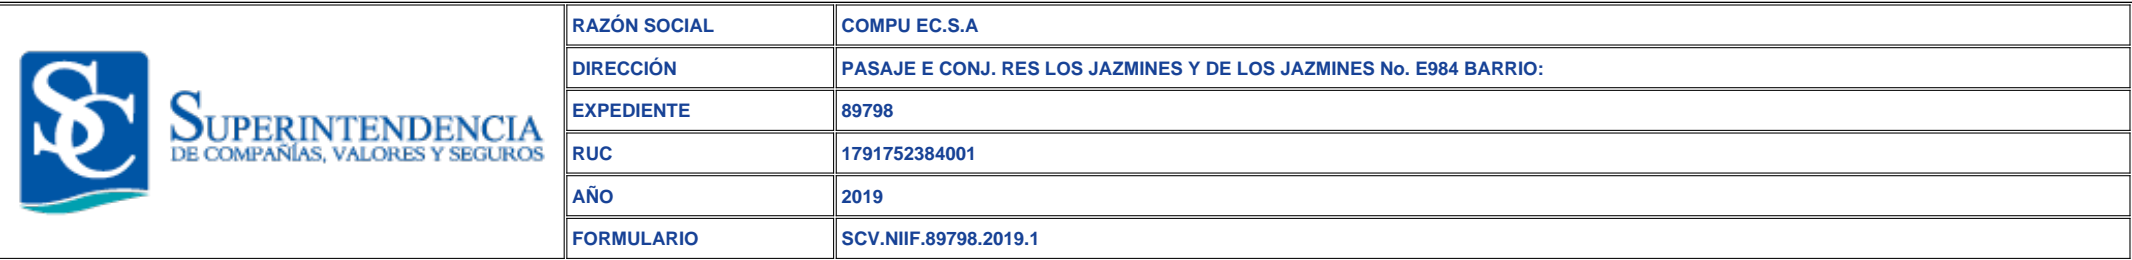 SC
SUPERINTENDENCIA
DE COMPAÑÍAS, VALORES Y SEGUROS
RAZÓN SOCIAL COMPU EC.S.A
DIRECCIÓN PASAJE E CONJ. RES LOS JAZMINES Y DE LOS JAZMINES No. E984 BARRIO:
EXPEDIENTE 89798
RUC 1791752384001
AÑO 2019
FORMULARIO SCV.NIIF.89798.2019.1